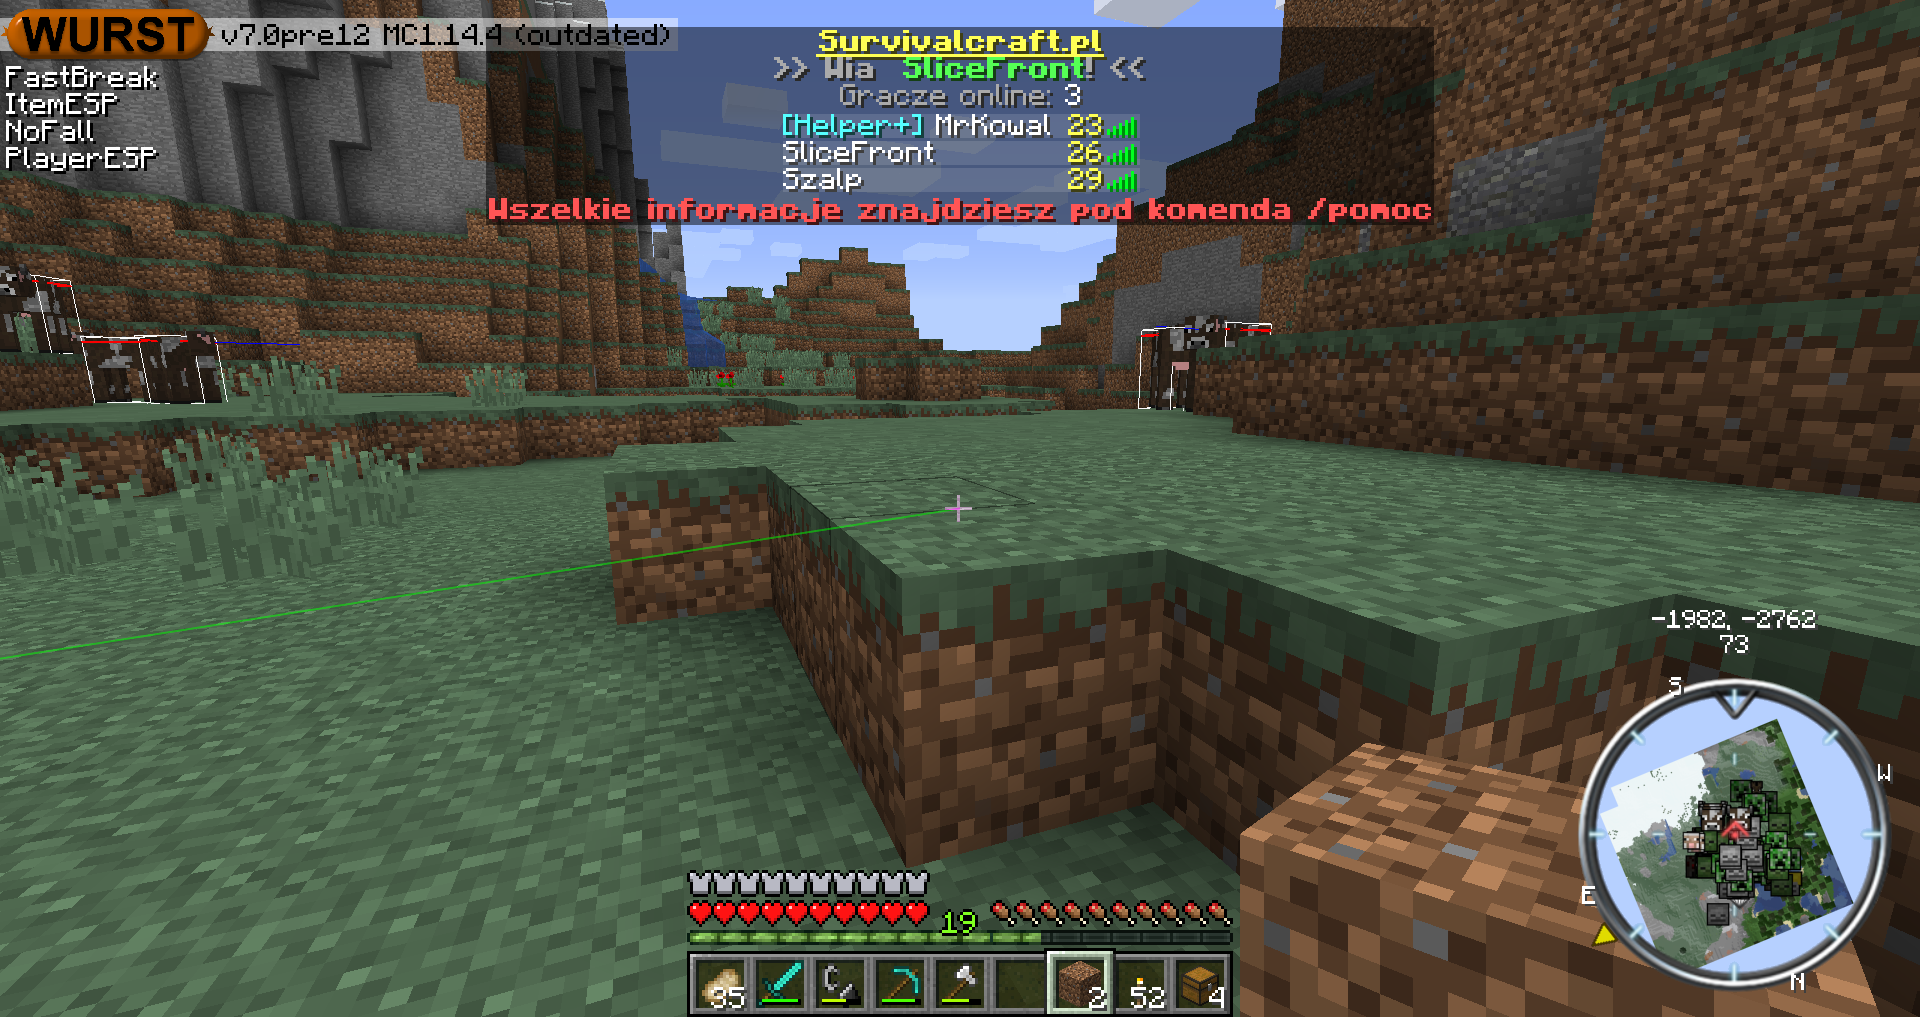 WURST v7.0pre12 MC1.14.4 (outdated)
FastBreak
ItemESP
NoFall
PlayerESP
Survivalcraft.pl
>> Wia SliceFront! <<
Gracze online: 3
[Helper+] MrKowal 23
SliceFront 26
Szalp 29
Wszelkie informacje znajdziesz pod komenda /pomoc
-1982, -2762
73
S
W
E
N
19
35
2
52
4